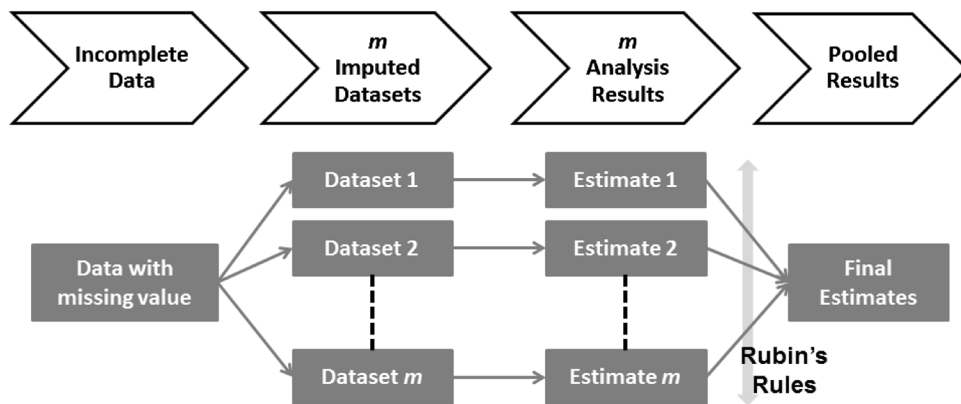 Incomplete
Data
m
Imputed
Datasets
m
Analysis
Results
Pooled
Results
Dataset 1
Estimate 1
Dataset 2
Estimate 2
Data with
missing value
Final
Estimates
Dataset m
Estimate m
Rubin's
Rules